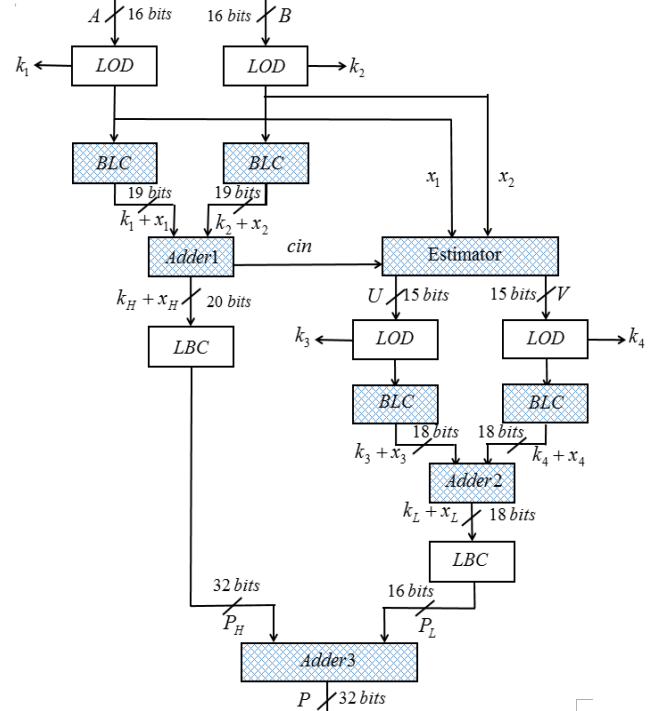 A 16 bits 16 bits B
k1 LOD LOD k2
BLC BLC
x1 x2
19 bits 19 bits
k1 + x1 k2 + x2
Adder1 cin Estimator
kH + xH 20 bits U 15 bits 15 bits V
LBC k3 LOD LOD k4
BLC BLC
18 bits 18 bits
k3 + x3 k4 + x4
Adder2
kL + xL 18 bits
LBC
32 bits 16 bits
PH PL
Adder3
P 32 bits